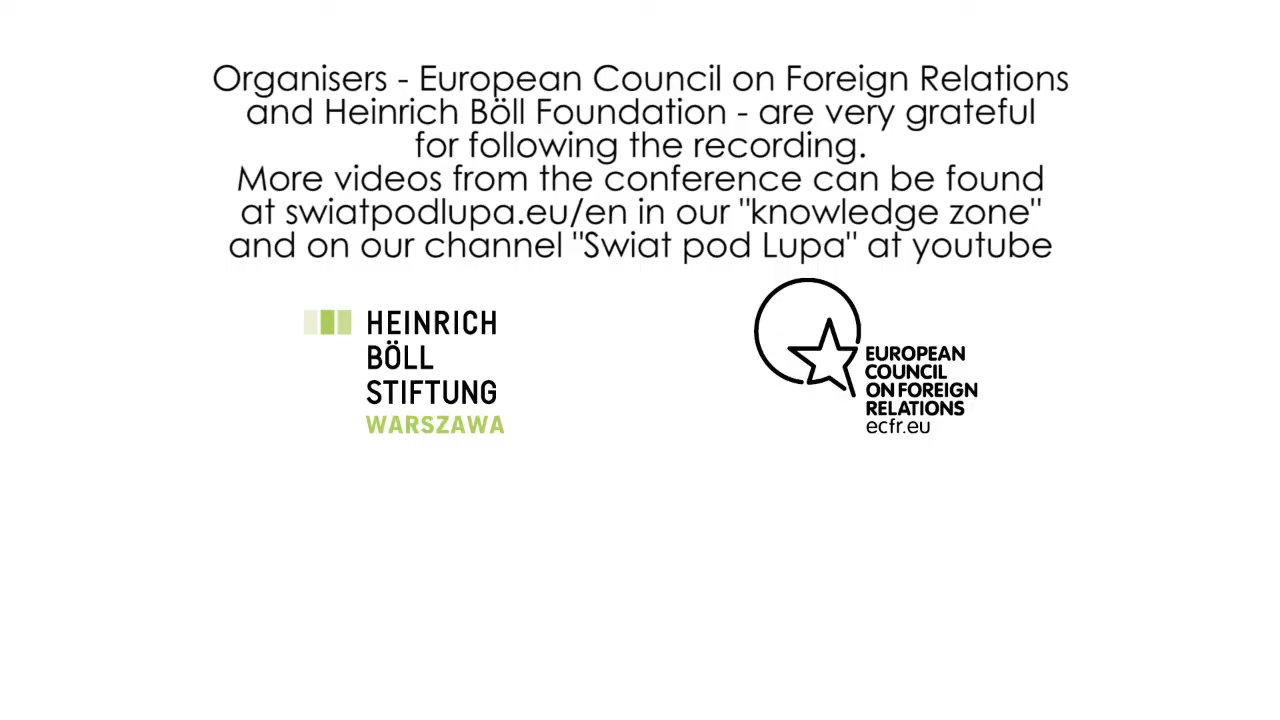 Organisers - European Council on Foreign Relations
and Heinrich Böll Foundation - are very grateful
for following the recording.
More videos from the conference can be found
at swiatpodlupa.eu/en in our "knowledge zone"
and on our channel "Swiat pod Lupa" at youtube
HEINRICH
BÖLL
STIFTUNG
WARSZAWA
EUROPEAN
COUNCIL
ON FOREIGN
RELATIONS
ecfr.eu